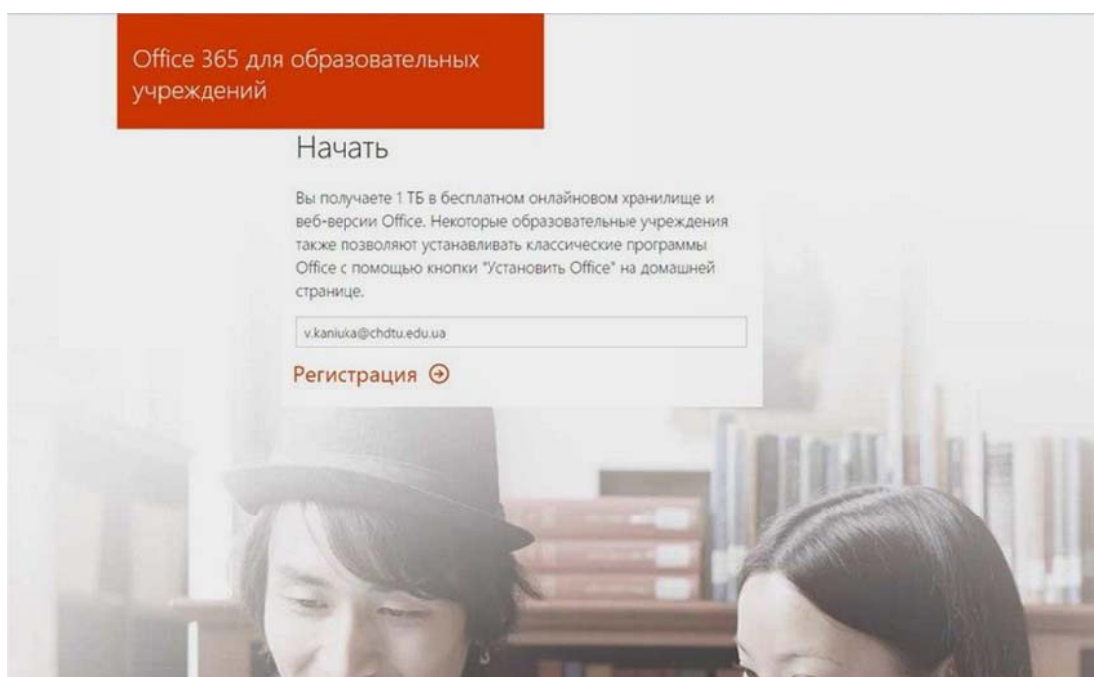 Office 365 для образовательных
учреждений
Начать
Вы получаете 1 ТБ в бесплатном онлайновом хранилище и
веб-версии Office. Некоторые образовательные учреждения
также позволяют устанавливать классические программы
Office с помощью кнопки "Установить Office" на домашней
странице.
v.kaniuka@chdtu.edu.ua
Регистрация